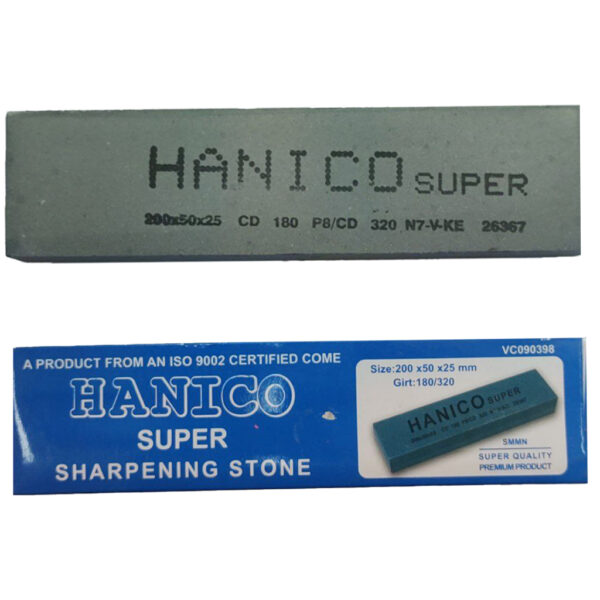 HANICO SUPER
200x50x25 CD 180 P8/CD 320 N7-V-KE 26367
A PRODUCT FROM AN ISO 9002 CERTIFIED COME
VC090398
HANICO
SUPER
SHARPENING STONE
Size:200 x50 x25 mm
Girt:180/320
HANICO SUPER
SMMN
SUPER QUALITY
PREMIUM PRODUCT